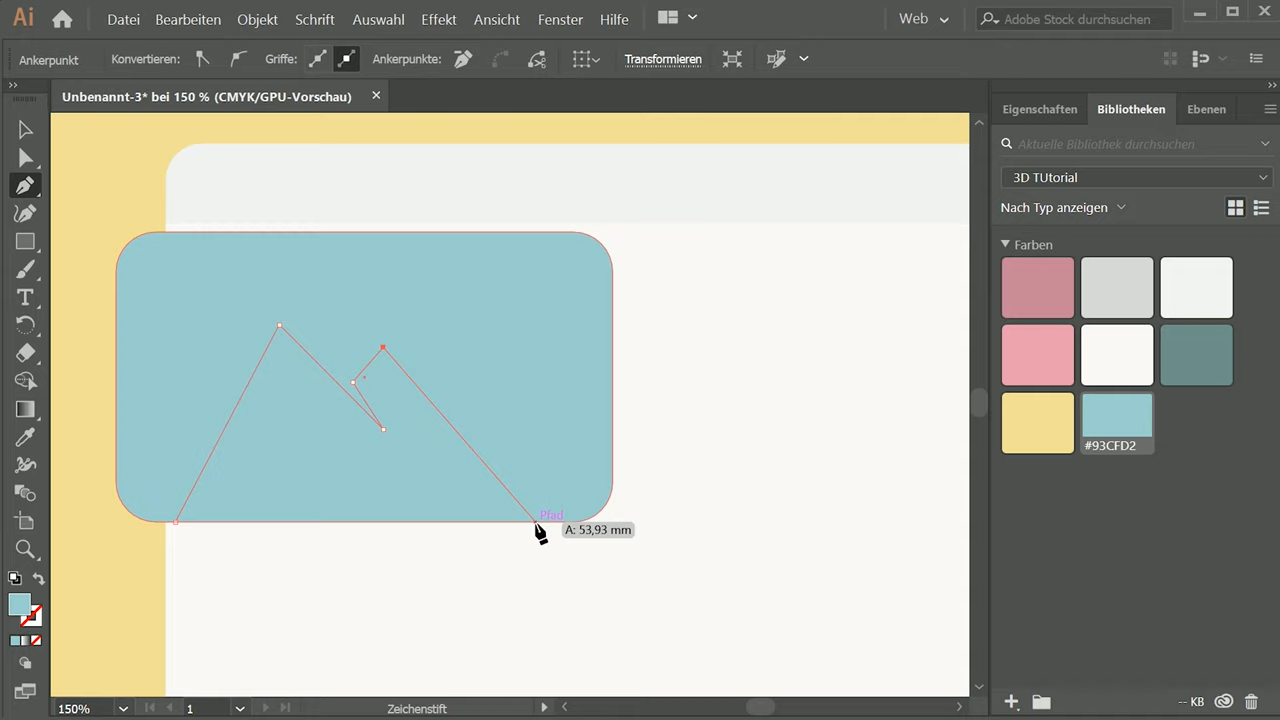 Ai
Datei Bearbeiten Objekt Schrift Auswahl Effekt Ansicht Fenster Hilfe Web Adobe Stock durchsuchen
Ankerpunkt Konvertieren: Griffe: Ankerpunkte: Transformieren
Unbenannt-3* bei 150 % (CMYK/GPU-Vorschau)
Eigenschaften Bibliotheken Ebenen
Aktuelle Bibliothek durchsuchen
3D TUtorial
Nach Typ anzeigen
Farben
#93CFD2
Pfad
A: 53,93 mm
150% 1 Zeichenstift
-- KB